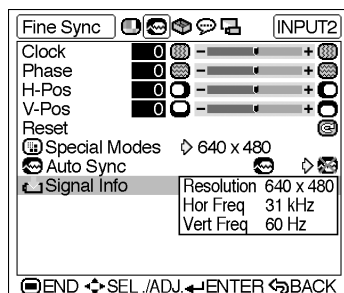 Fine Sync INPUT2
Clock 0 - +
Phase 0 - +
H-Pos 0 - +
V-Pos 0 - +
Reset
Special Modes 640 x 480
Auto Sync
Signal Info Resolution 640 x 480
Hor Freq 31 kHz
Vert Freq 60 Hz
END SEL./ADJ. ENTER BACK